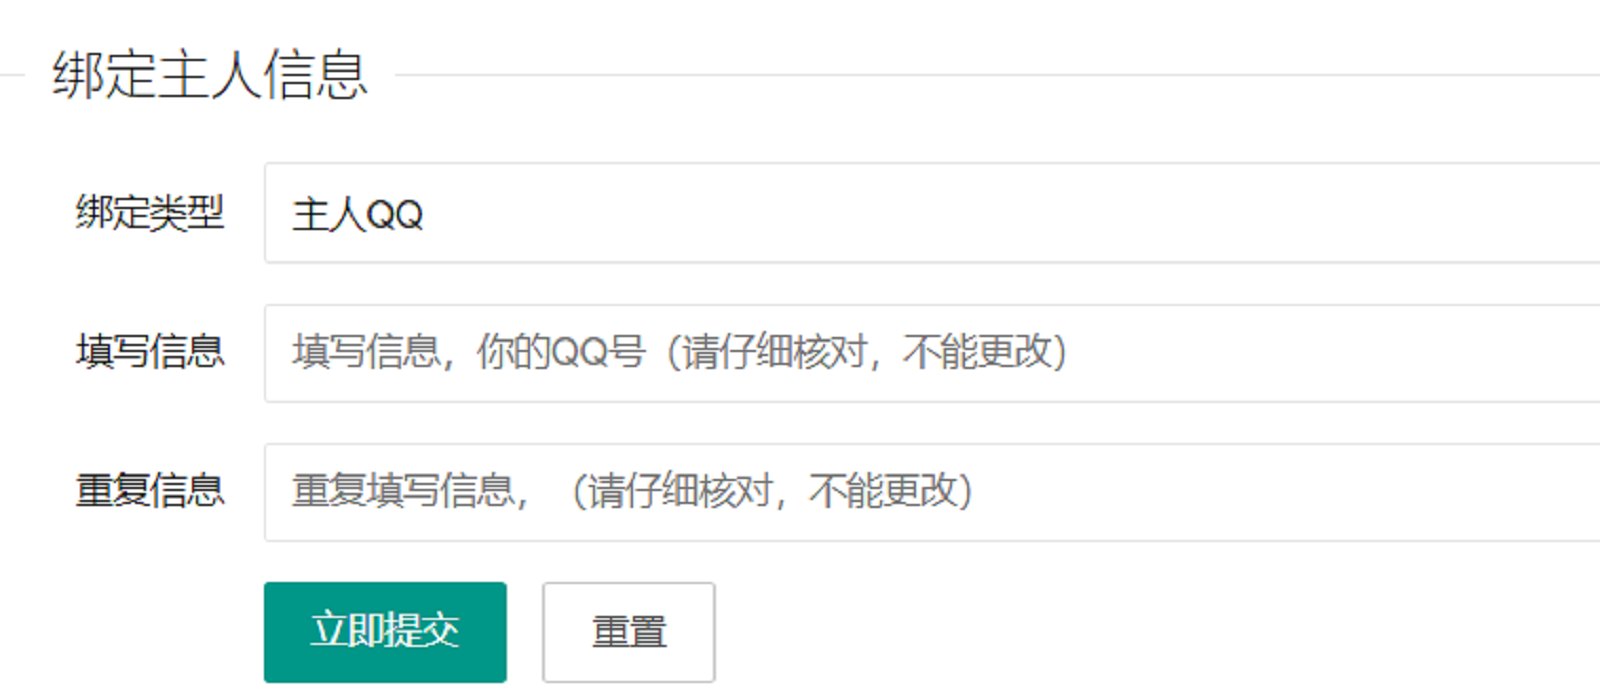 绑定主人信息
绑定类型 主人QQ
填写信息 填写信息，你的QQ号（请仔细核对，不能更改）
重复信息 重复填写信息，（请仔细核对，不能更改）
立即提交 重置